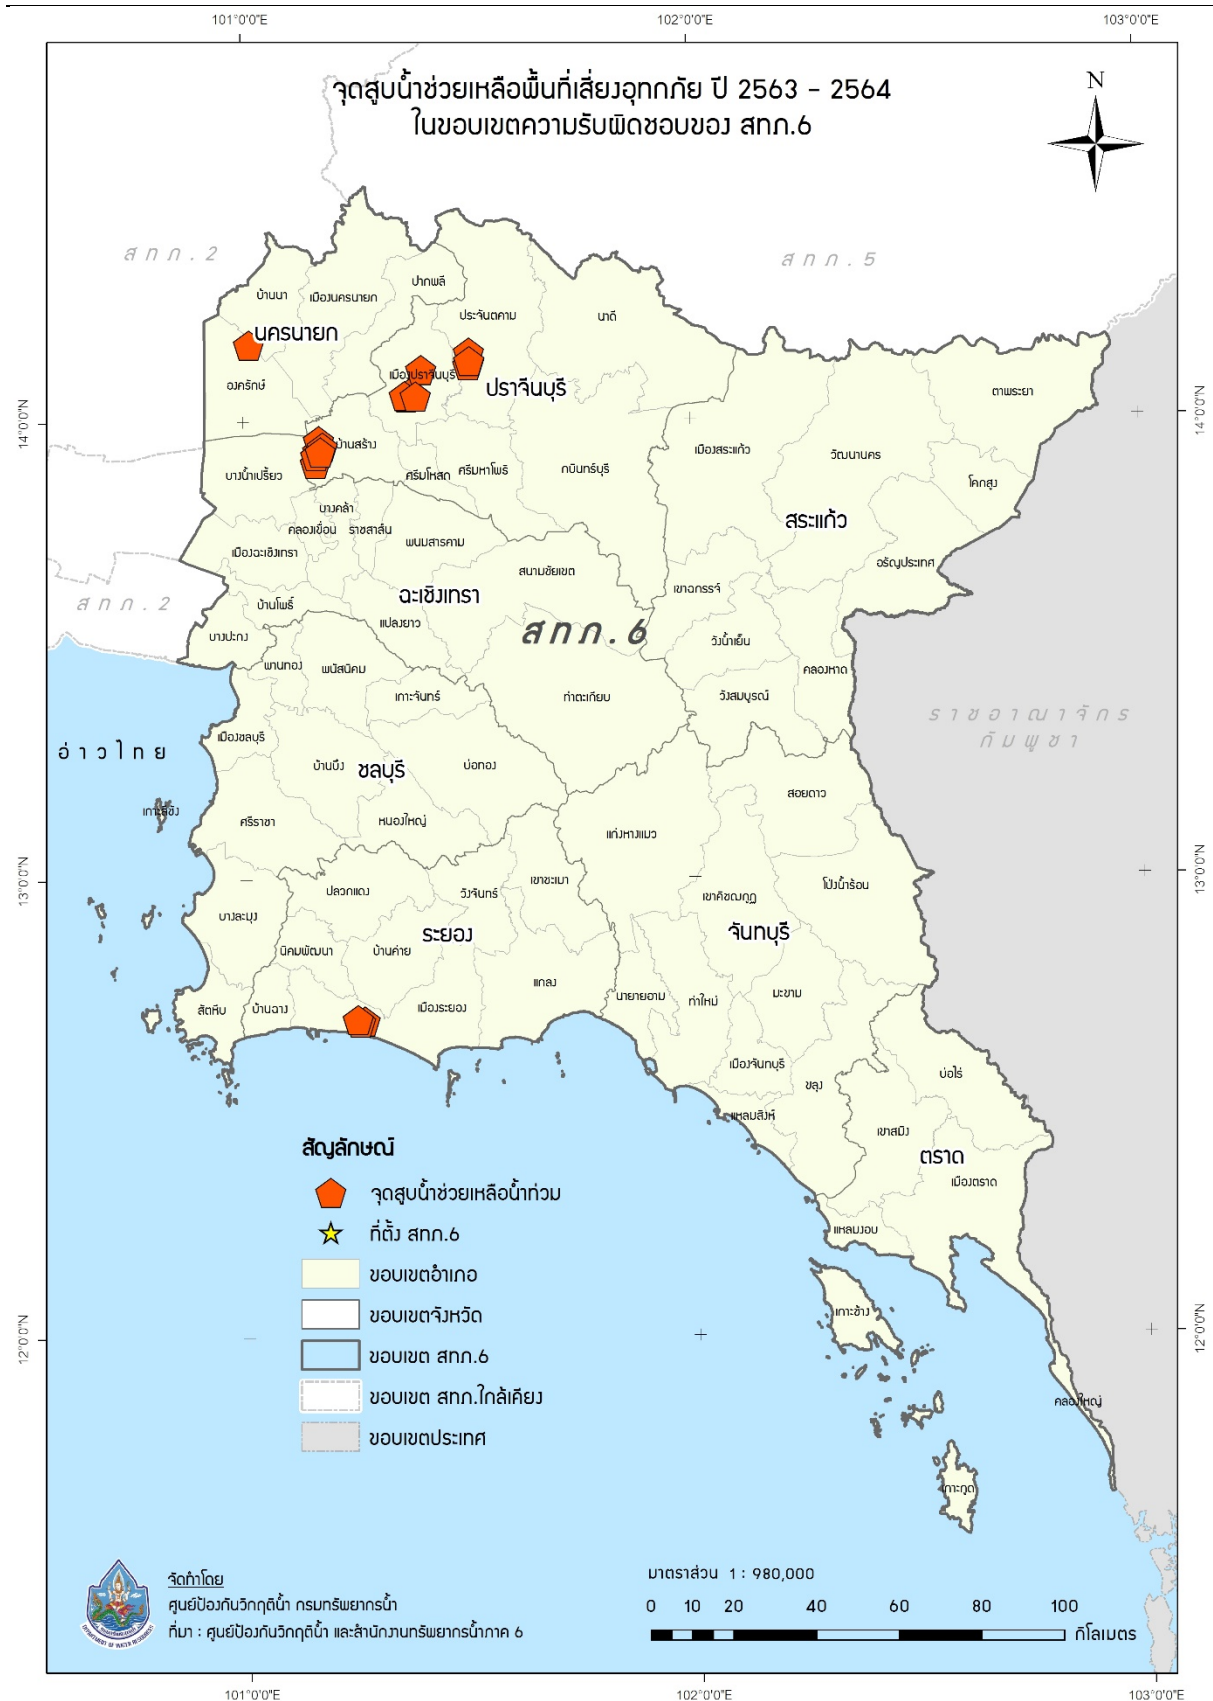 101°0'0"E
102°0'0"E
103°0'0"E
จุดสูบน้ำช่วยเหลือพื้นที่เสี่ยงอุทกภัย ปี 2563 - 2564
ในขอบเขตความรับผิดชอบของ สทภ.6
N
สทภ.2
สทภ.5
ปากพลี
บ้านนา
เมืองนครนายก
ประจันตคาม
นาดี
นครนายก
องครักษ์
เมืองปราจีนบุรี
ปราจีนบุรี
ตาพระยา
14°0'0"N
14°0'0"N
บ้านสร้าง
เมืองสระแก้ว
วัฒนานคร
บางน้ำเปรี้ยว
ศรีมโหสถ
ศรีมหาโพธิ
กบินทร์บุรี
โคกสูง
สระแก้ว
บางคล้า
คลองเขื่อน
ราชสาส์น
พนมสารคาม
เมืองฉะเชิงเทรา
สนามชัยเขต
อรัญประเทศ
เขาฉกรรจ์
ฉะเชิงเทรา
สทภ.2
บ้านโพธิ์
แปลงยาว
สทภ.6
บางปะกง
วังน้ำเย็น
พานทอง
พนัสนิคม
คลองหาด
เกาะจันทร์
ท่าตะเกียบ
วังสมบูรณ์
ราชอาณาจักร
กัมพูชา
เมืองชลบุรี
อ่าวไทย
บ้านบึง
ชลบุรี
บ่อทอง
สอยดาว
เกาะสีชัง
ศรีราชา
หนองใหญ่
แก่งหางแมว
13°0'0"N
13°0'0"N
ปลวกแดง
วังจันทร์
เขาชะเมา
โป่งน้ำร้อน
เขาคิชฌกูฏ
บางละมุง
ระยอง
จันทบุรี
นิคมพัฒนา
บ้านค่าย
แกลง
นายายอาม
ท่าใหม่
มะขาม
สัตหีบ
บ้านฉาง
เมืองระยอง
เมืองจันทบุรี
ขลุง
บ่อไร่
แหลมสิงห์
เขาสมิง
ตราด
เมืองตราด
แหลมงอบ
เกาะช้าง
12°0'0"N
12°0'0"N
คลองใหญ่
เกาะกูด
สัญลักษณ์
จุดสูบน้ำช่วยเหลือน้ำท่วม
ที่ตั้ง สทภ.6
ขอบเขตอำเภอ
ขอบเขตจังหวัด
ขอบเขต สทภ.6
ขอบเขต สทภ.ใกล้เคียง
ขอบเขตประเทศ
จัดทำโดย
ศูนย์ป้องกันวิกฤติน้ำ กรมทรัพยากรน้ำ
ที่มา : ศูนย์ป้องกันวิกฤติน้ำ และสำนักงานทรัพยากรน้ำภาค 6
DEPARTMENT OF WATER RESOURCES
มาตราส่วน 1 : 980,000
0 10 20 40 60 80 100
กิโลเมตร
101°0'0"E
102°0'0"E
103°0'0"E